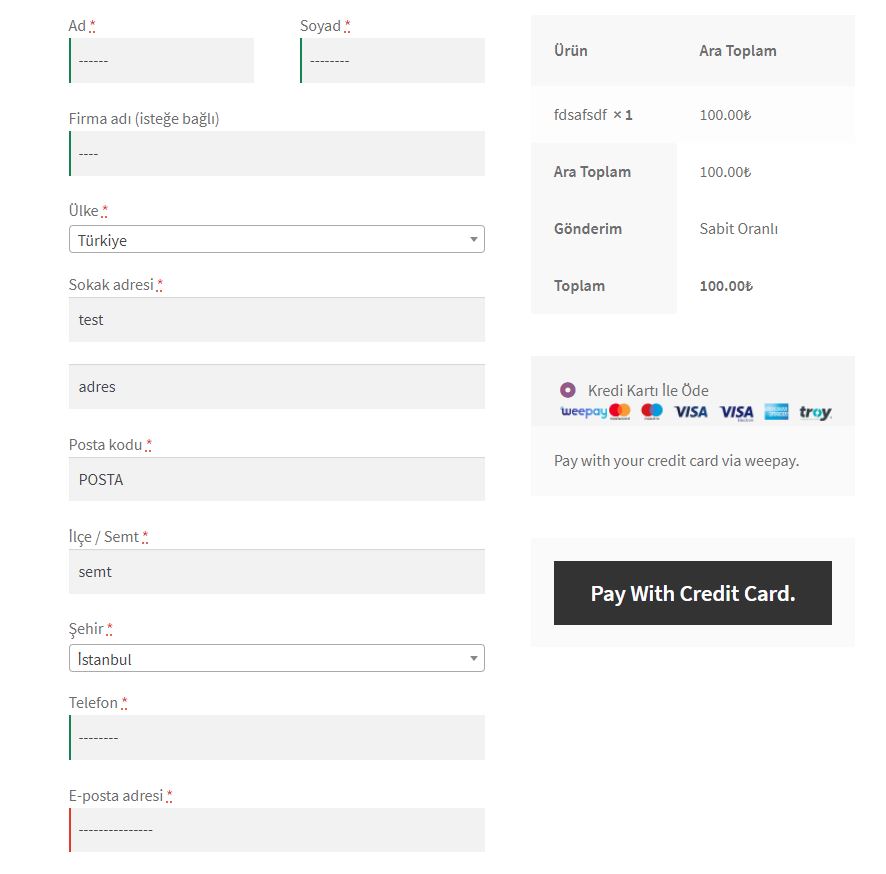 Ad *
------
Soyad *
--------
Firma adı (isteğe bağlı)
----
Ülke *
Türkiye
Sokak adresi *
test
adres
Posta kodu *
POSTA
İlçe / Semt *
semt
Şehir *
İstanbul
Telefon *
--------
E-posta adresi *
---------------
Ürün Ara Toplam
fdsafsdf × 1 100.00₺
Ara Toplam 100.00₺
Gönderim Sabit Oranlı
Toplam 100.00₺
Kredi Kartı İle Öde
weepay VISA VISA troy
Pay with your credit card via weepay.
Pay With Credit Card.